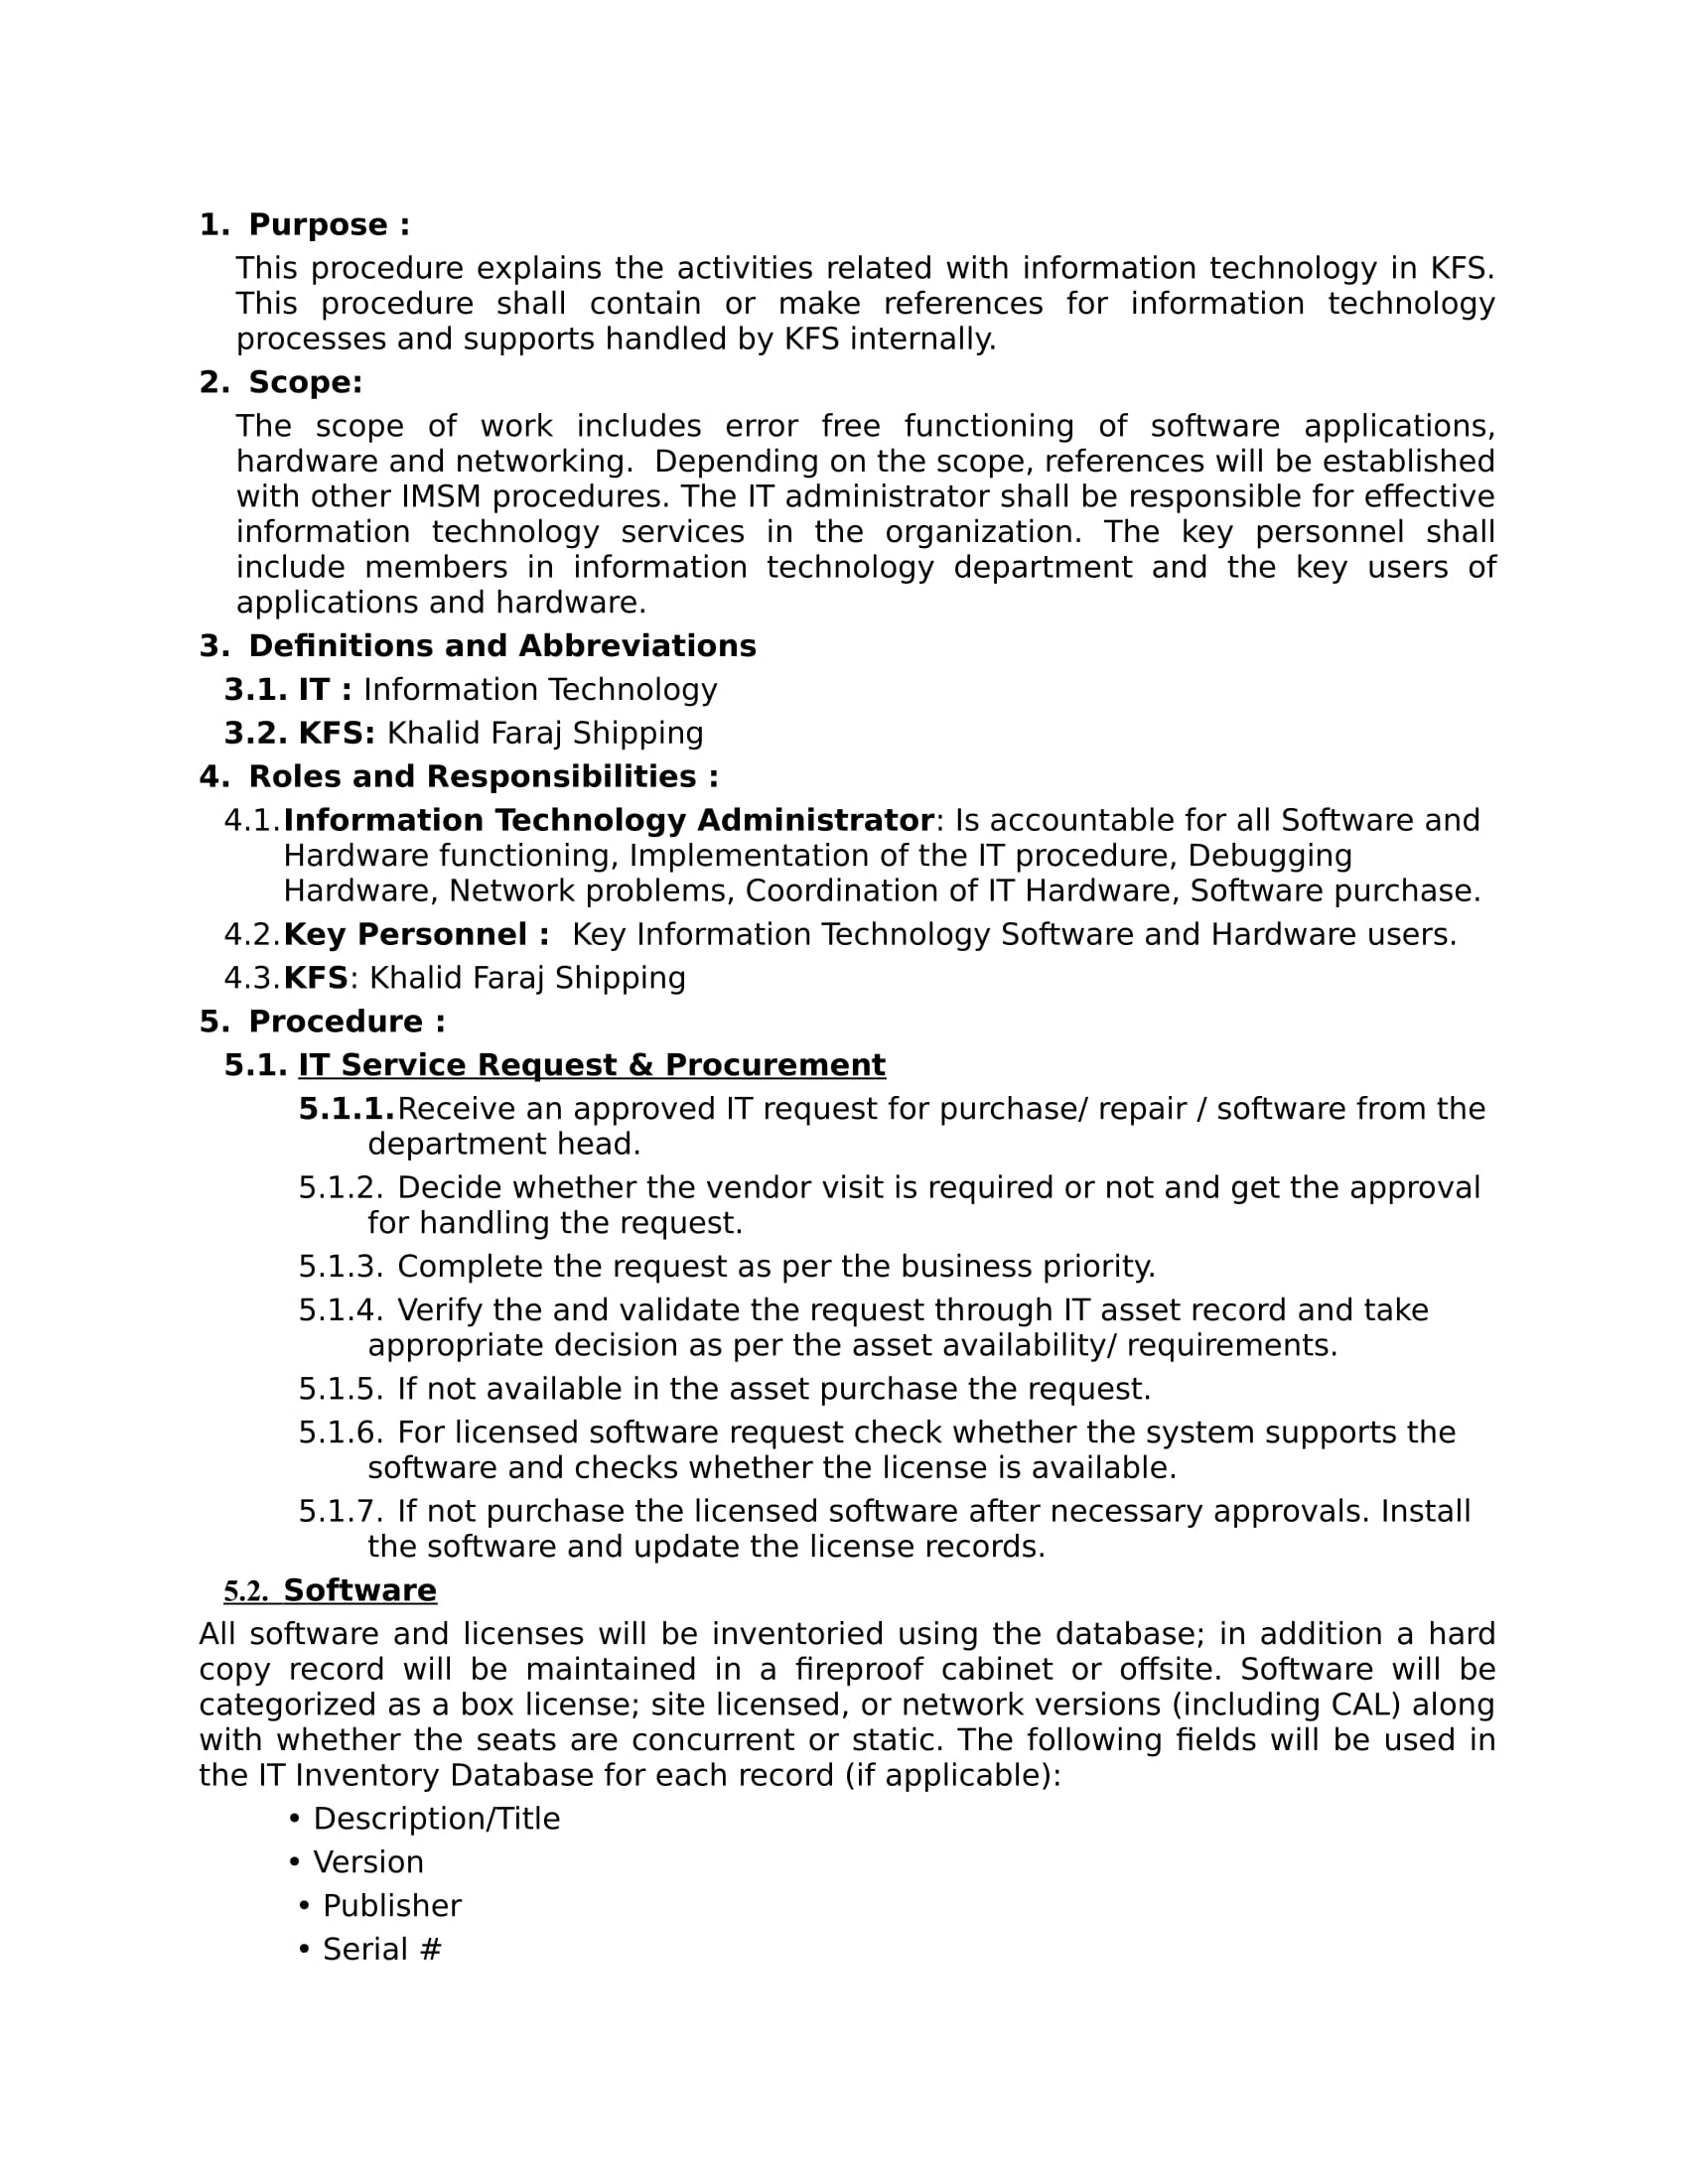 1. Purpose :
This procedure explains the activities related with information technology in KFS.
This procedure shall contain or make references for information technology
processes and supports handled by KFS internally.
2. Scope:
The scope of work includes error free functioning of software applications,
hardware and networking.  Depending on the scope, references will be established
with other IMSM procedures. The IT administrator shall be responsible for effective
information technology services in the organization. The key personnel shall
include members in information technology department and the key users of
applications and hardware.
3. Definitions and Abbreviations
3.1. IT : Information Technology
3.2. KFS: Khalid Faraj Shipping
4. Roles and Responsibilities :
4.1.Information Technology Administrator: Is accountable for all Software and
Hardware functioning, Implementation of the IT procedure, Debugging
Hardware, Network problems, Coordination of IT Hardware, Software purchase.
4.2.Key Personnel :  Key Information Technology Software and Hardware users.
4.3.KFS: Khalid Faraj Shipping
5. Procedure :
5.1. IT Service Request & Procurement
5.1.1.Receive an approved IT request for purchase/ repair / software from the
department head.
5.1.2. Decide whether the vendor visit is required or not and get the approval
for handling the request.
5.1.3. Complete the request as per the business priority.
5.1.4. Verify the and validate the request through IT asset record and take
appropriate decision as per the asset availability/ requirements.
5.1.5. If not available in the asset purchase the request.
5.1.6. For licensed software request check whether the system supports the
software and checks whether the license is available.
5.1.7. If not purchase the licensed software after necessary approvals. Install
the software and update the license records.
5.2. Software
All software and licenses will be inventoried using the database; in addition a hard
copy record will be maintained in a fireproof cabinet or offsite. Software will be
categorized as a box license; site licensed, or network versions (including CAL) along
with whether the seats are concurrent or static. The following fields will be used in
the IT Inventory Database for each record (if applicable):
• Description/Title
• Version
• Publisher
• Serial #